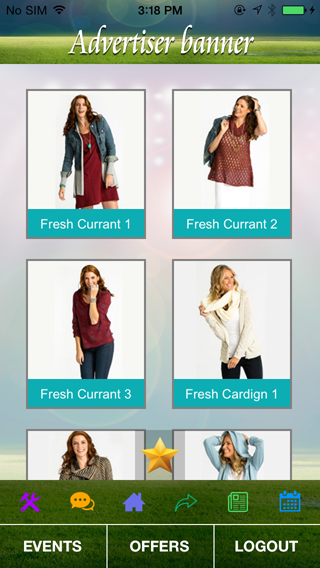 No SIM 3:18 PM
Advertiser banner
Fresh Currant 1 Fresh Currant 2
Fresh Currant 3 Fresh Cardign 1
EVENTS OFFERS LOGOUT